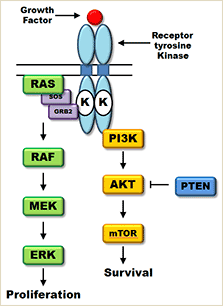 Growth
Factor
Receptor
tyrosine
Kinase
RAS
SOS
GRB2
K K
PI3K
RAF
AKT
PTEN
MEK
mTOR
ERK
Survival
Proliferation